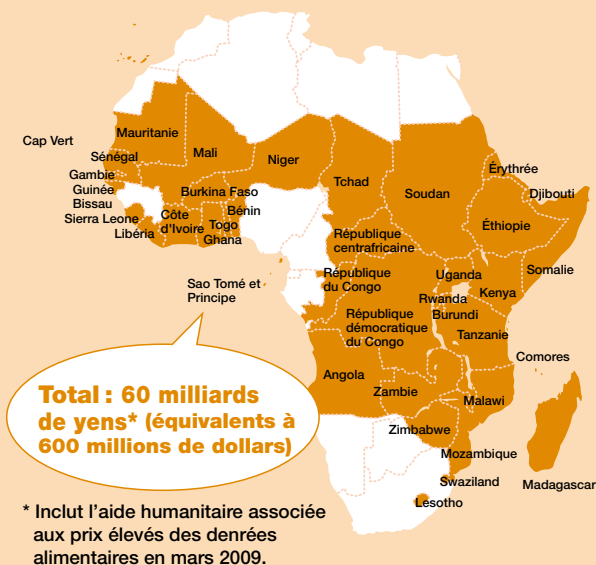 Cap Vert
Mauritanie
Mali
Niger
Sénégal
Gambie
Guinée
Bissau
Sierra Leone
Libéria
Burkina Faso
Côte
d'Ivoire
Togo
Ghana
Bénin
Tchad
Soudan
Érythrée
Djibouti
Éthiopie
République
centrafricaine
Somalie
Sao Tomé et
Principe
République
du Congo
Uganda
Kenya
Rwanda
Burundi
République
démocratique
du Congo
Tanzanie
Comores
Angola
Zambie
Malawi
Zimbabwe
Mozambique
Swaziland
Madagascar
Lesotho
Total : 60 milliards
de yens* (équivalents à
600 millions de dollars)
* Inclut l'aide humanitaire associée
aux prix élevés des denrées
alimentaires en mars 2009.